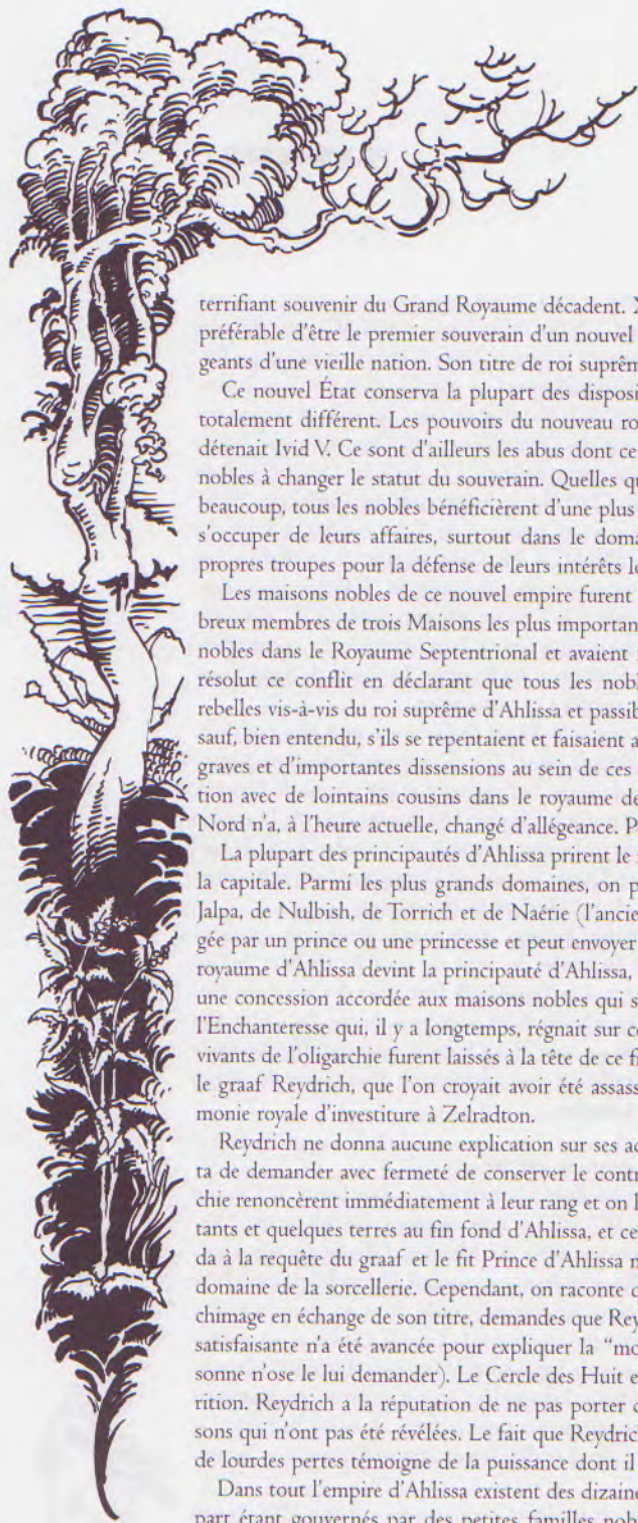 terrifiant souvenir du Grand Royaume décadent.
préférable d'être le premier souverain d'un nouvel
geants d'une vieille nation. Son titre de roi suprêm
Ce nouvel État conserva la plupart des disposi
totalement différent. Les pouvoirs du nouveau ro
détenait Ivid V. Ce sont d'ailleurs les abus dont ce
nobles à changer le statut du souverain. Quelles qu
beaucoup, tous les nobles bénéficièrent d'une plus
s'occuper de leurs affaires, surtout dans le doma
propres troupes pour la défense de leurs intérêts l
Les maisons nobles de ce nouvel empire furent
breux membres de trois Maisons les plus importan
nobles dans le Royaume Septentrional et avaient
résolut ce conflit en déclarant que tous les nobl
rebelles vis-à-vis du roi suprême d'Ahlissa et passib
sauf, bien entendu, s'ils se repentaient et faisaient a
graves et d'importantes dissensions au sein de ces
tion avec de lointains cousins dans le royaume de
Nord n'a, à l'heure actuelle, changé d'allégeance. P
La plupart des principautés d'Ahlissa prirent le
la capitale. Parmi les plus grands domaines, on p
Jalpa, de Nulbish, de Torrich et de Naérie (l'ancie
gée par un prince ou une princesse et peut envoyer
royaume d'Ahlissa devint la principauté d'Ahlissa,
une concession accordée aux maisons nobles qui s
l'Enchanteresse qui, il y a longtemps, régnait sur c
vivants de l'oligarchie furent laissés à la tête de ce fi
le graaf Reydrich, que l'on croyait avoir été assass
monie royale d'investiture à Zelradton.
Reydrich ne donna aucune explication sur ses ac
ta de demander avec fermeté de conserver le contr
chie renoncèrent immédiatement à leur rang et on l
tants et quelques terres au fin fond d'Ahlissa, et ce
da à la requête du graaf et le fit Prince d'Ahlissa m
domaine de la sorcellerie. Cependant, on raconte q
chimage en échange de son titre, demandes que Rey
satisfaisante n'a été avancée pour expliquer la "mo
sonne n'ose le lui demander). Le Cercle des Huit e
rition. Reydrich a la réputation de ne pas porter d
sons qui n'ont pas été révélées. Le fait que Reydric
de lourdes pertes témoigne de la puissance dont il
Dans tout l'empire d'Ahlissa existent des dizaine
part étant gouvernés par des petites familles nob